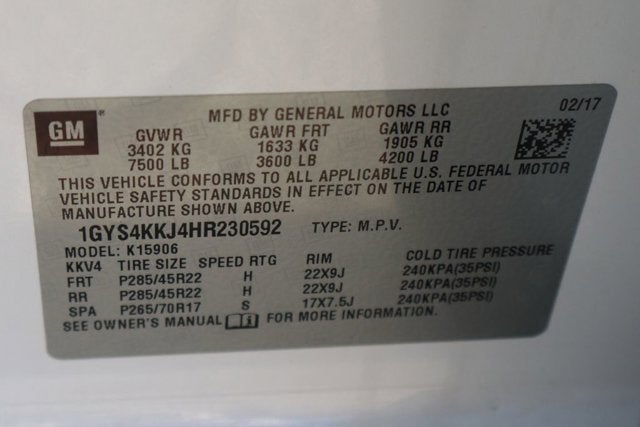 GM
MFD BY GENERAL MOTORS LLC 02/17
GVWR GAWR FRT GAWR RR
3402 KG 1633 KG 1905 KG
7500 LB 3600 LB 4200 LB
THIS VEHICLE CONFORMS TO ALL APPLICABLE U.S. FEDERAL MOTOR
VEHICLE SAFETY STANDARDS IN EFFECT ON THE DATE OF
MANUFACTURE SHOWN ABOVE.
1GYS4KKJ4HR230592 TYPE: M.P.V.
MODEL: K15906
KKV4 TIRE SIZE SPEED RTG RIM COLD TIRE PRESSURE
FRT P285/45R22 H 22X9J 240KPA(35PSI)
RR P285/45R22 H 22X9J 240KPA(35PSI)
SPA P265/70R17 S 17X7.5J 240KPA(35PSI)
SEE OWNER'S MANUAL FOR MORE INFORMATION.